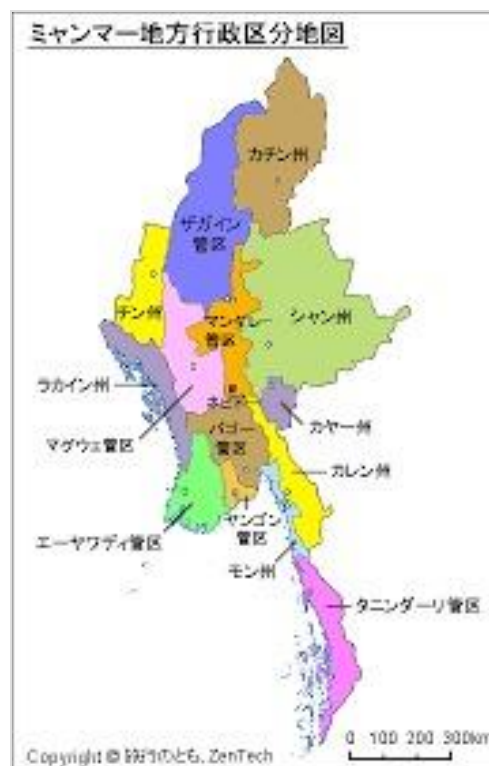 ミャンマー地方行政区分地図
カチン州
ザガイン
管区
チン州
マンダレー
管区
シャン州
ラカイン州
ネピドー
マグウェ管区
バゴー
管区
カヤー州
カレン州
エーヤワディ管区
ヤンゴン
管区
モン州
タニンダーリ管区
0 100 200 300km
Copyright © 旅行のとも、ZenTech